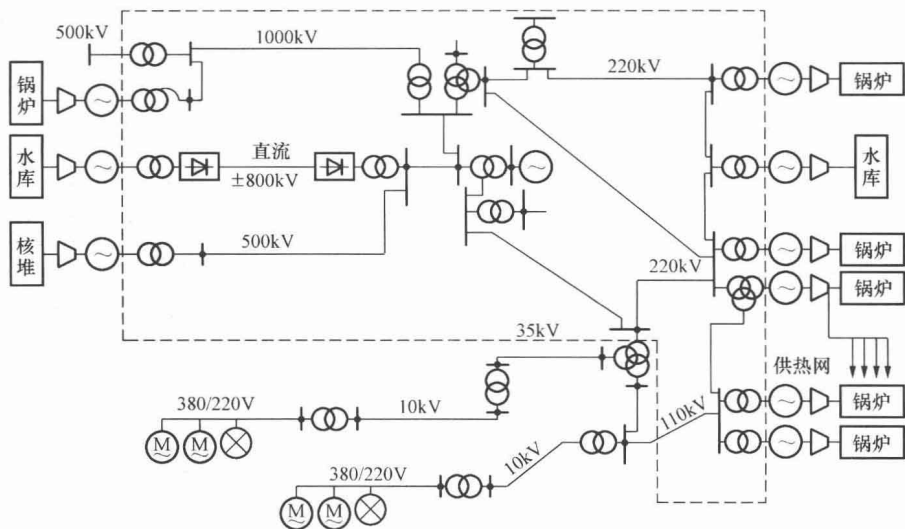 500kV
1000kV
220kV
锅炉
锅炉
水库
直流
±800kV
水库
核堆
500kV
220kV
锅炉
锅炉
35kV
供热网
380/220V
10kV
110kV
锅炉
M
M
10kV
锅炉
380/220V
M
M